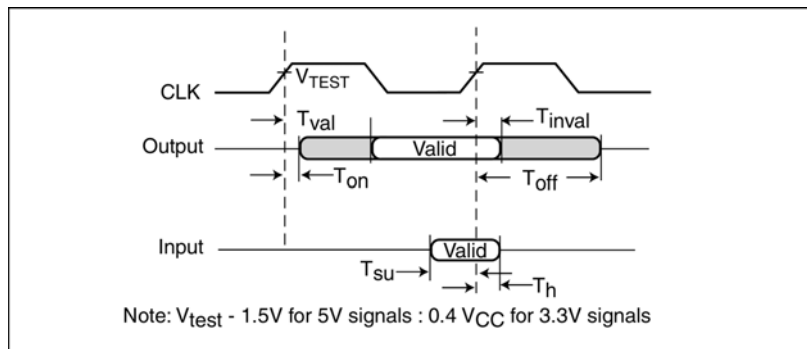 CLK
VTEST
Tval
Tinval
Output
Valid
Ton
Toff
Input
Valid
Tsu
Th
Note: Vtest - 1.5V for 5V signals : 0.4 VCC for 3.3V signals